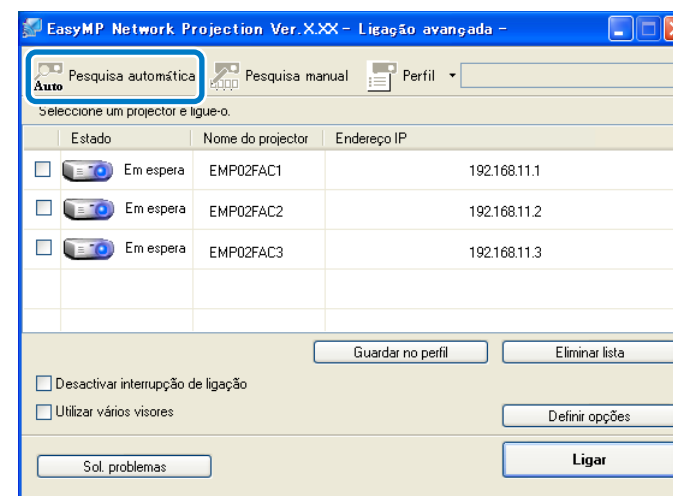 EasyMP Network Projection Ver.X.XX - Ligação avançada -
Auto Pesquisa automática Pesquisa manual Perfil
Seleccione um projector e ligue-o.
Estado Nome do projector Endereço IP
Em espera EMP02FAC1 192.168.11.1
Em espera EMP02FAC2 192.168.11.2
Em espera EMP02FAC3 192.168.11.3
Guardar no perfil Eliminar lista
Desactivar interrupção de ligação
Utilizar vários visores
Definir opções
Sol. problemas Ligar